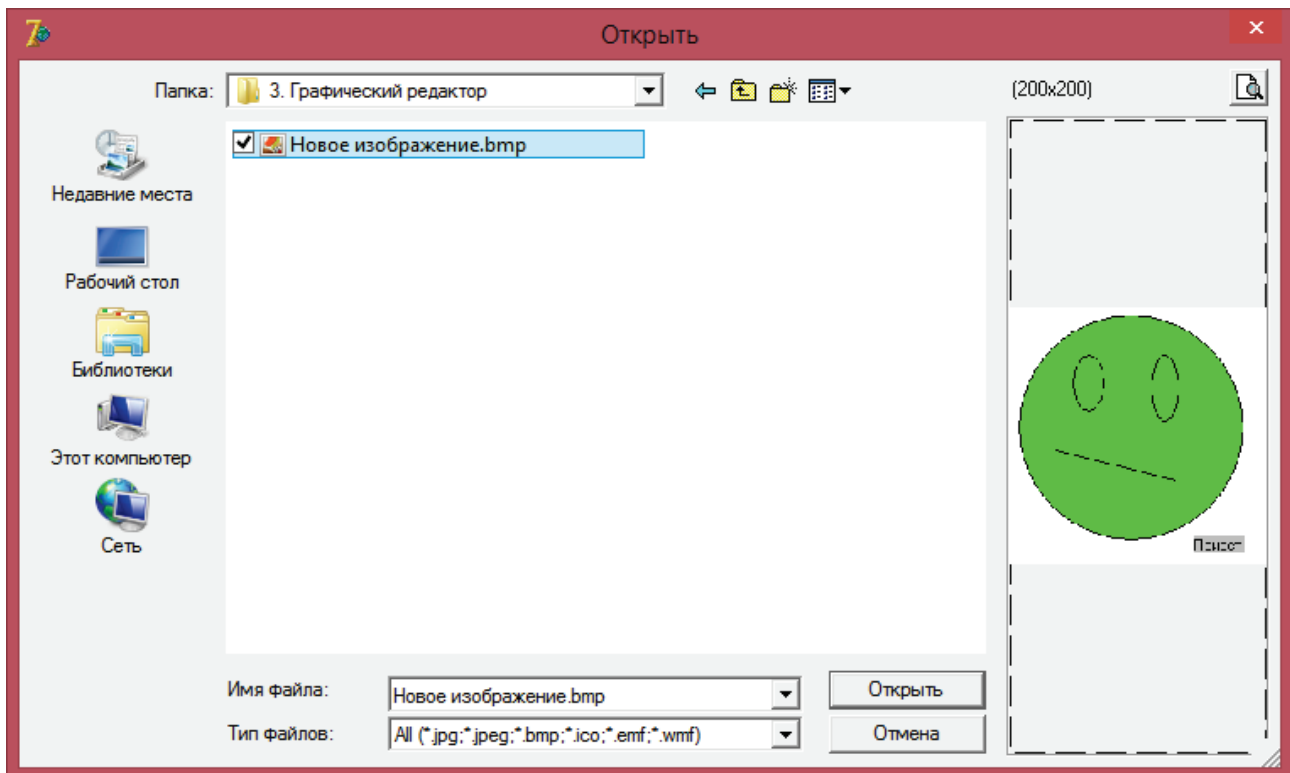 Открыть
Папка:
3. Графический редактор
(200x200)
Новое изображение.bmp
Недавние места
Рабочий стол
Библиотеки
Этот компьютер
Сеть
Имя файла:
Новое изображение.bmp
Открыть
Тип файлов:
All (*.jpg;*.jpeg;*.bmp;*.ico;*.emf;*.wmf)
Отмена